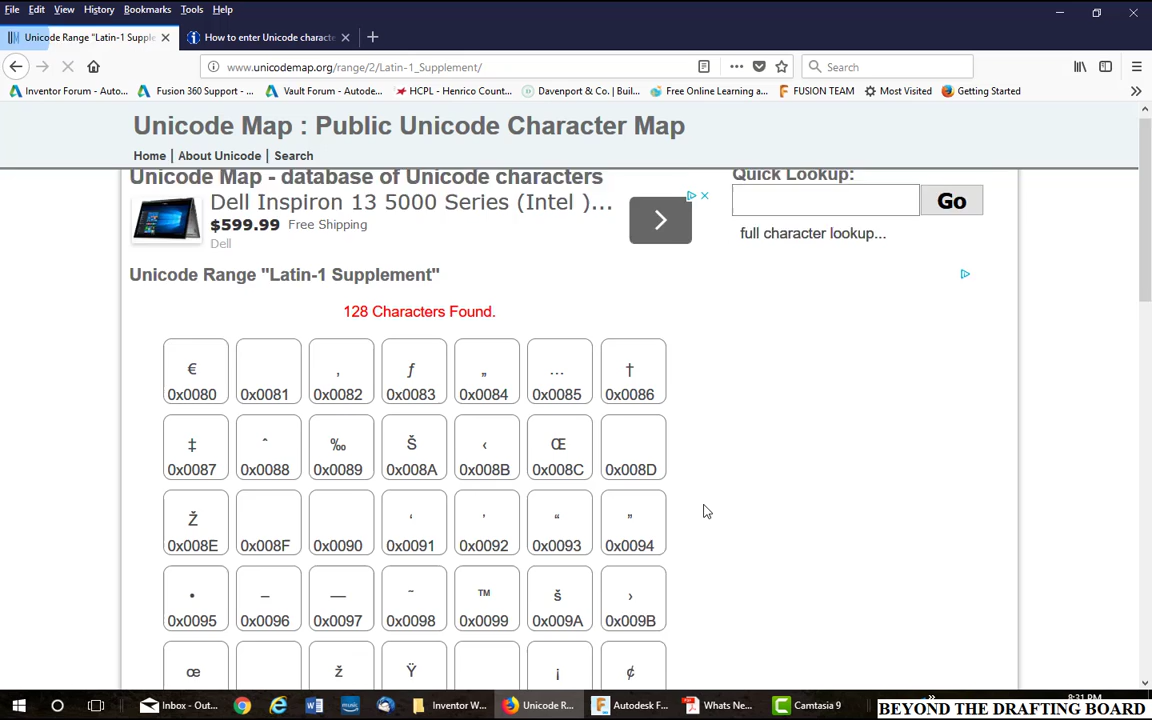 File Edit View History Bookmarks Tools Help
Unicode Range "Latin-1 Supple
How to enter Unicode characte
www.unicodemap.org/range/2/Latin-1_Supplement/
Search
Inventor Forum - Auto... Fusion 360 Support - ... Vault Forum - Autode... HCPL - Henrico Count... Davenport & Co. | Buil... Free Online Learning a... FUSION TEAM Most Visited Getting Started
Unicode Map : Public Unicode Character Map
Home | About Unicode | Search
Unicode Map - database of Unicode characters
Quick Lookup:
Dell Inspiron 13 5000 Series (Intel )...
$599.99 Free Shipping
Dell
Go
full character lookup...
Unicode Range "Latin-1 Supplement"
128 Characters Found.
€ ‚ ƒ „ … †
0x0080 0x0081 0x0082 0x0083 0x0084 0x0085 0x0086
‡ ˆ ‰ Š ‹ Œ
0x0087 0x0088 0x0089 0x008A 0x008B 0x008C 0x008D
Ž ‘ ’ “ ”
0x008E 0x008F 0x0090 0x0091 0x0092 0x0093 0x0094
• – — ˜ ™ š ›
0x0095 0x0096 0x0097 0x0098 0x0099 0x009A 0x009B
œ ž Ÿ ¡ ¢
Inbox - Out... Inventor W... Unicode R... Autodesk F... Whats Ne... Camtasia 9
8:31 PM
BEYOND THE DRAFTING BOARD